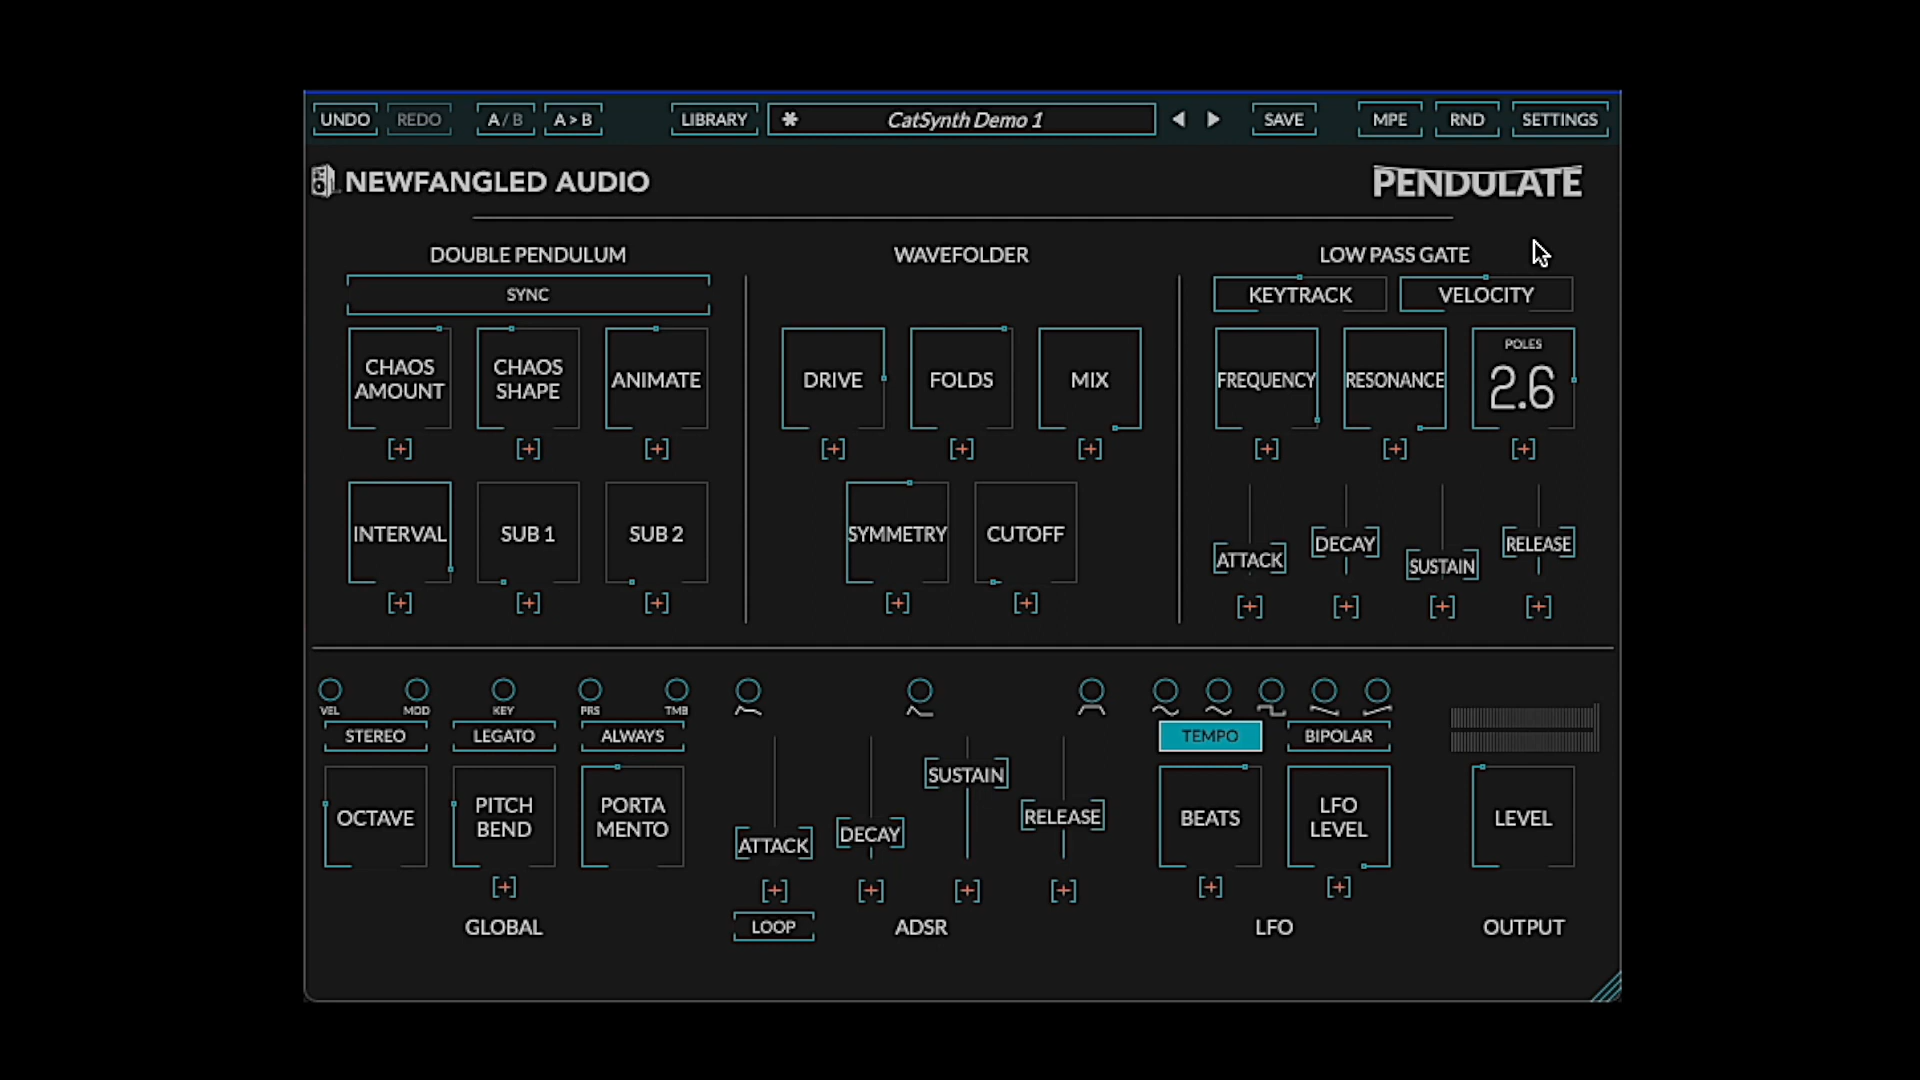 UNDO REDO A / B A > B LIBRARY * CatSynth Demo 1 SAVE MPE RND SETTINGS
NEWFANGLED AUDIO PENDULATE
DOUBLE PENDULUM WAVEFOLDER LOW PASS GATE
SYNC KEYTRACK VELOCITY
CHAOS AMOUNT CHAOS SHAPE ANIMATE DRIVE FOLDS MIX FREQUENCY RESONANCE POLES 2.6
[+] [+] [+] [+] [+] [+] [+] [+] [+]
INTERVAL SUB 1 SUB 2 SYMMETRY CUTOFF ATTACK DECAY SUSTAIN RELEASE
[+] [+] [+] [+] [+] [+] [+] [+] [+]
VEL MOD KEY PRS TMB
STEREO LEGATO ALWAYS TEMPO BIPOLAR
OCTAVE PITCH BEND PORTA MENTO ATTACK DECAY SUSTAIN RELEASE BEATS LFO LEVEL LEVEL
[+] [+] [+] [+] [+] [+] [+]
GLOBAL LOOP ADSR LFO OUTPUT